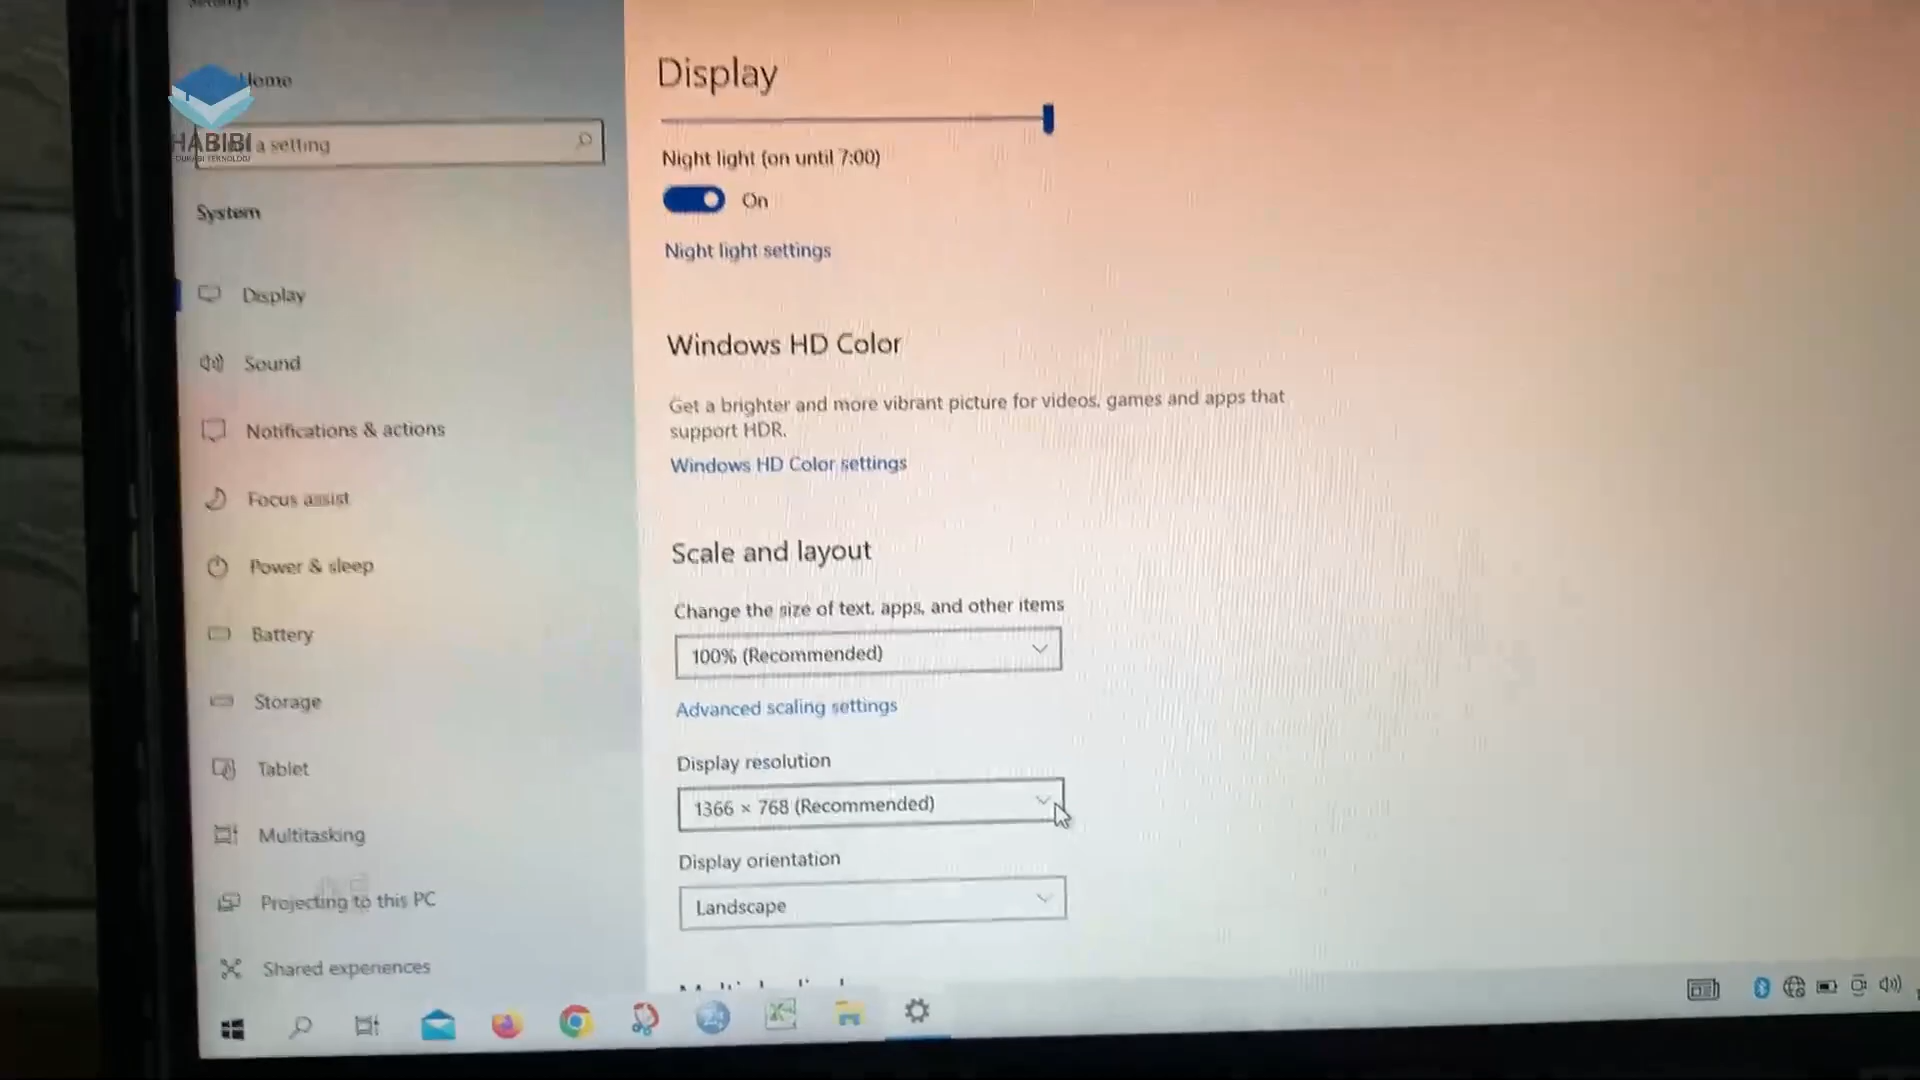 Settings
Home
HABIBI
DUNIA TEKNOLOGI
a setting
System
Display
Sound
Notifications & actions
Focus assist
Power & sleep
Battery
Storage
Tablet
Multitasking
Projecting to this PC
Shared experiences
Display
Night light (on until 7:00)
On
Night light settings
Windows HD Color
Get a brighter and more vibrant picture for videos, games and apps that
support HDR.
Windows HD Color settings
Scale and layout
Change the size of text, apps, and other items
100% (Recommended)
Advanced scaling settings
Display resolution
1366 × 768 (Recommended)
Display orientation
Landscape